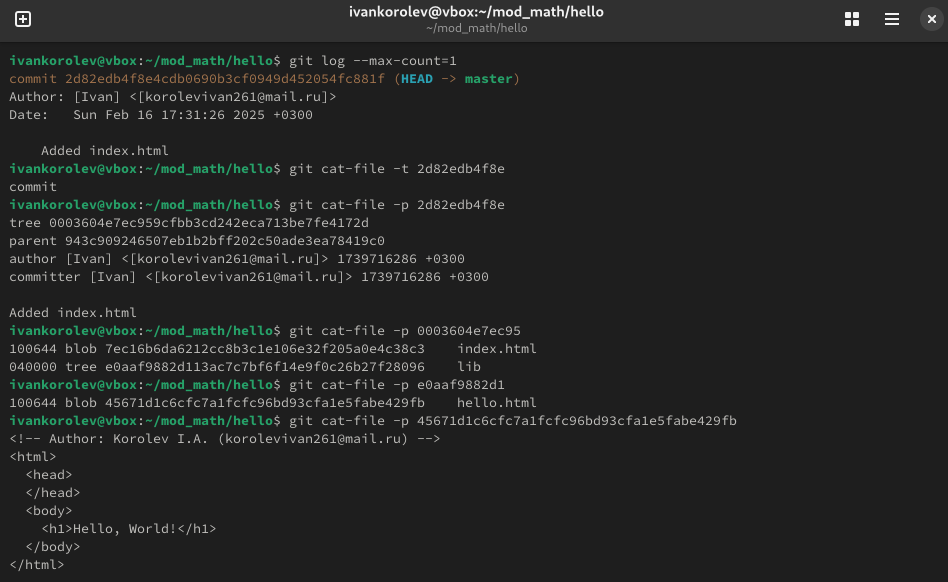 ivankorolev@vbox:~/mod_math/hello
~/mod_math/hello
ivankorolev@vbox:~/mod_math/hello$ git log --max-count=1
commit 2d82edb4f8e4cdb0690b3cf0949d452054fc881f (HEAD -> master)
Author: [Ivan] <[korolevivan261@mail.ru]>
Date:   Sun Feb 16 17:31:26 2025 +0300
    Added index.html
ivankorolev@vbox:~/mod_math/hello$ git cat-file -t 2d82edb4f8e
commit
ivankorolev@vbox:~/mod_math/hello$ git cat-file -p 2d82edb4f8e
tree 0003604e7ec959cfbb3cd242eca713be7fe4172d
parent 943c909246507eb1b2bff202c50ade3ea78419c0
author [Ivan] <[korolevivan261@mail.ru]> 1739716286 +0300
committer [Ivan] <[korolevivan261@mail.ru]> 1739716286 +0300
Added index.html
ivankorolev@vbox:~/mod_math/hello$ git cat-file -p 0003604e7ec95
100644 blob 7ec16b6da6212cc8b3c1e106e32f205a0e4c38c3    index.html
040000 tree e0aaf9882d113ac7c7bf6f14e9f0c26b27f28096    lib
ivankorolev@vbox:~/mod_math/hello$ git cat-file -p e0aaf9882d1
100644 blob 45671d1c6cfc7a1fcfc96bd93cfa1e5fabe429fb    hello.html
ivankorolev@vbox:~/mod_math/hello$ git cat-file -p 45671d1c6cfc7a1fcfc96bd93cfa1e5fabe429fb
<!-- Author: Korolev I.A. (korolevivan261@mail.ru) -->
<html>
  <head>
  </head>
  <body>
    <h1>Hello, World!</h1>
  </body>
</html>